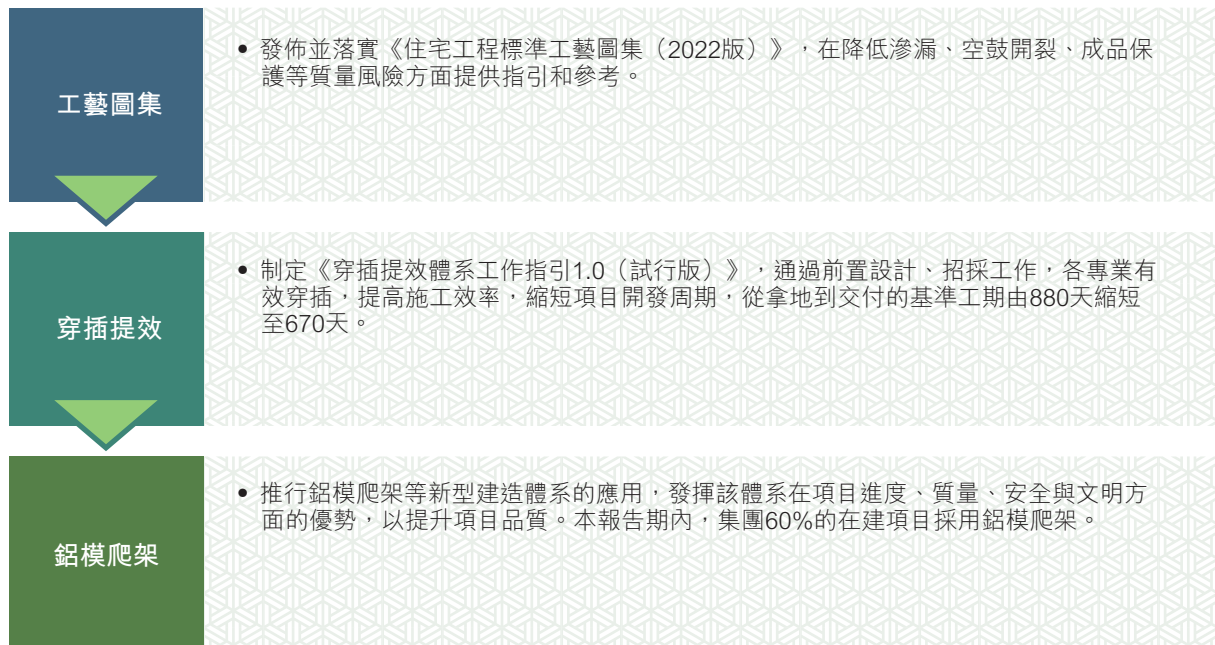 工藝圖集
• 發佈並落實《住宅工程標準工藝圖集（2022版）》，在降低滲漏、空鼓開裂、成品保
護等質量風險方面提供指引和參考。
穿插提效
• 制定《穿插提效體系工作指引1.0（試行版）》，通過前置設計、招採工作，各專業有
效穿插，提高施工效率，縮短項目開發周期，從拿地到交付的基準工期由880天縮短
至670天。
鋁模爬架
• 推行鋁模爬架等新型建造體系的應用，發揮該體系在項目進度、質量、安全與文明方
面的優勢，以提升項目品質。本報告期內，集團60%的在建項目採用鋁模爬架。